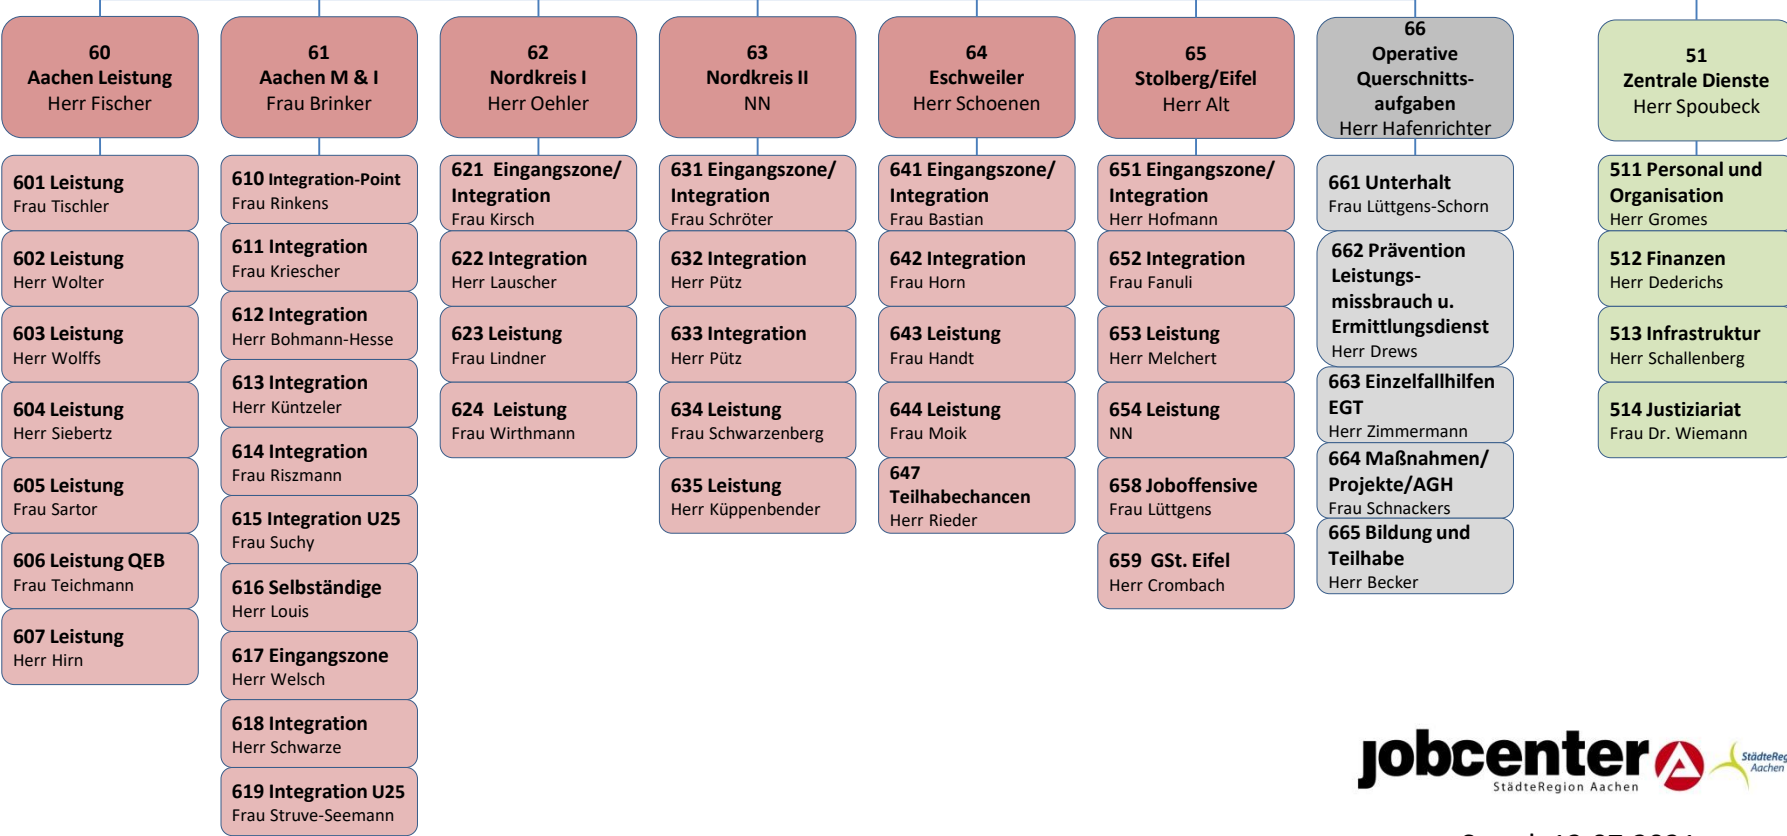 60
Aachen Leistung
Herr Fischer
601 Leistung
Frau Tischler
602 Leistung
Herr Wolter
603 Leistung
Herr Wolffs
604 Leistung
Herr Siebertz
605 Leistung
Frau Sartor
606 Leistung QEB
Frau Teichmann
607 Leistung
Herr Hirn
61
Aachen M & I
Frau Brinker
610 Integration-Point
Frau Rinkens
611 Integration
Frau Kriescher
612 Integration
Herr Bohmann-Hesse
613 Integration
Herr Küntzeler
614 Integration
Frau Riszmann
615 Integration U25
Frau Suchy
616 Selbständige
Herr Louis
617 Eingangszone
Herr Welsch
618 Integration
Herr Schwarze
619 Integration U25
Frau Struve-Seemann
62
Nordkreis I
Herr Oehler
621 Eingangszone/
Integration
Frau Kirsch
622 Integration
Herr Lauscher
623 Leistung
Frau Lindner
624 Leistung
Frau Wirthmann
63
Nordkreis II
NN
631 Eingangszone/
Integration
Frau Schröter
632 Integration
Herr Pütz
633 Integration
Herr Pütz
634 Leistung
Frau Schwarzenberg
635 Leistung
Herr Küppenbender
64
Eschweiler
Herr Schoenen
641 Eingangszone/
Integration
Frau Bastian
642 Integration
Frau Horn
643 Leistung
Frau Handt
644 Leistung
Frau Moik
647
Teilhabechancen
Herr Rieder
65
Stolberg/Eifel
Herr Alt
651 Eingangszone/
Integration
Herr Hofmann
652 Integration
Frau Fanuli
653 Leistung
Herr Melchert
654 Leistung
NN
658 Joboffensive
Frau Lüttgens
659 GSt. Eifel
Herr Crombach
66
Operative
Querschnitts-
aufgaben
Herr Hafenrichter
661 Unterhalt
Frau Lüttgens-Schorn
662 Prävention
Leistungs-
missbrauch u.
Ermittlungsdienst
Herr Drews
663 Einzelfallhilfen
EGT
Herr Zimmermann
664 Maßnahmen/
Projekte/AGH
Frau Schnackers
665 Bildung und
Teilhabe
Herr Becker
51
Zentrale Dienste
Herr Spoubeck
511 Personal und
Organisation
Herr Gromes
512 Finanzen
Herr Dederichs
513 Infrastruktur
Herr Schallenberg
514 Justiziariat
Frau Dr. Wiemann
jobcenter
StädteRegion Aachen
StädteReg
Aachen